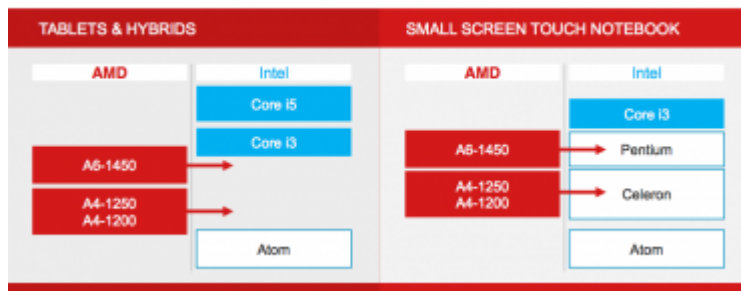 TABLETS & HYBRIDS
AMD
Intel
Core i5
Core i3
A6-1450
A4-1250
A4-1200
Atom
SMALL SCREEN TOUCH NOTEBOOK
AMD
Intel
Core i3
A6-1450
Pentium
A4-1250
A4-1200
Celeron
Atom